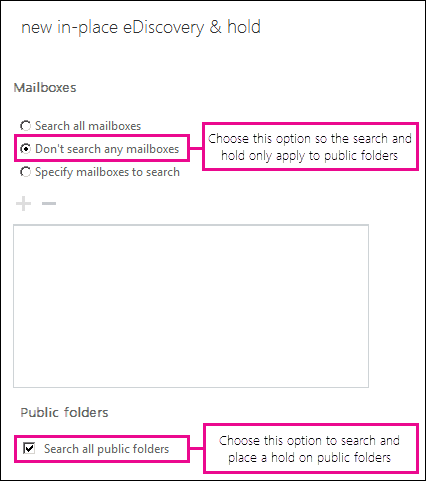 new in-place eDiscovery & hold
Mailboxes
Search all mailboxes
Don't search any mailboxes
Choose this option so the search and
hold only apply to public folders
Specify mailboxes to search
Public folders
Search all public folders
Choose this option to search and
place a hold on public folders